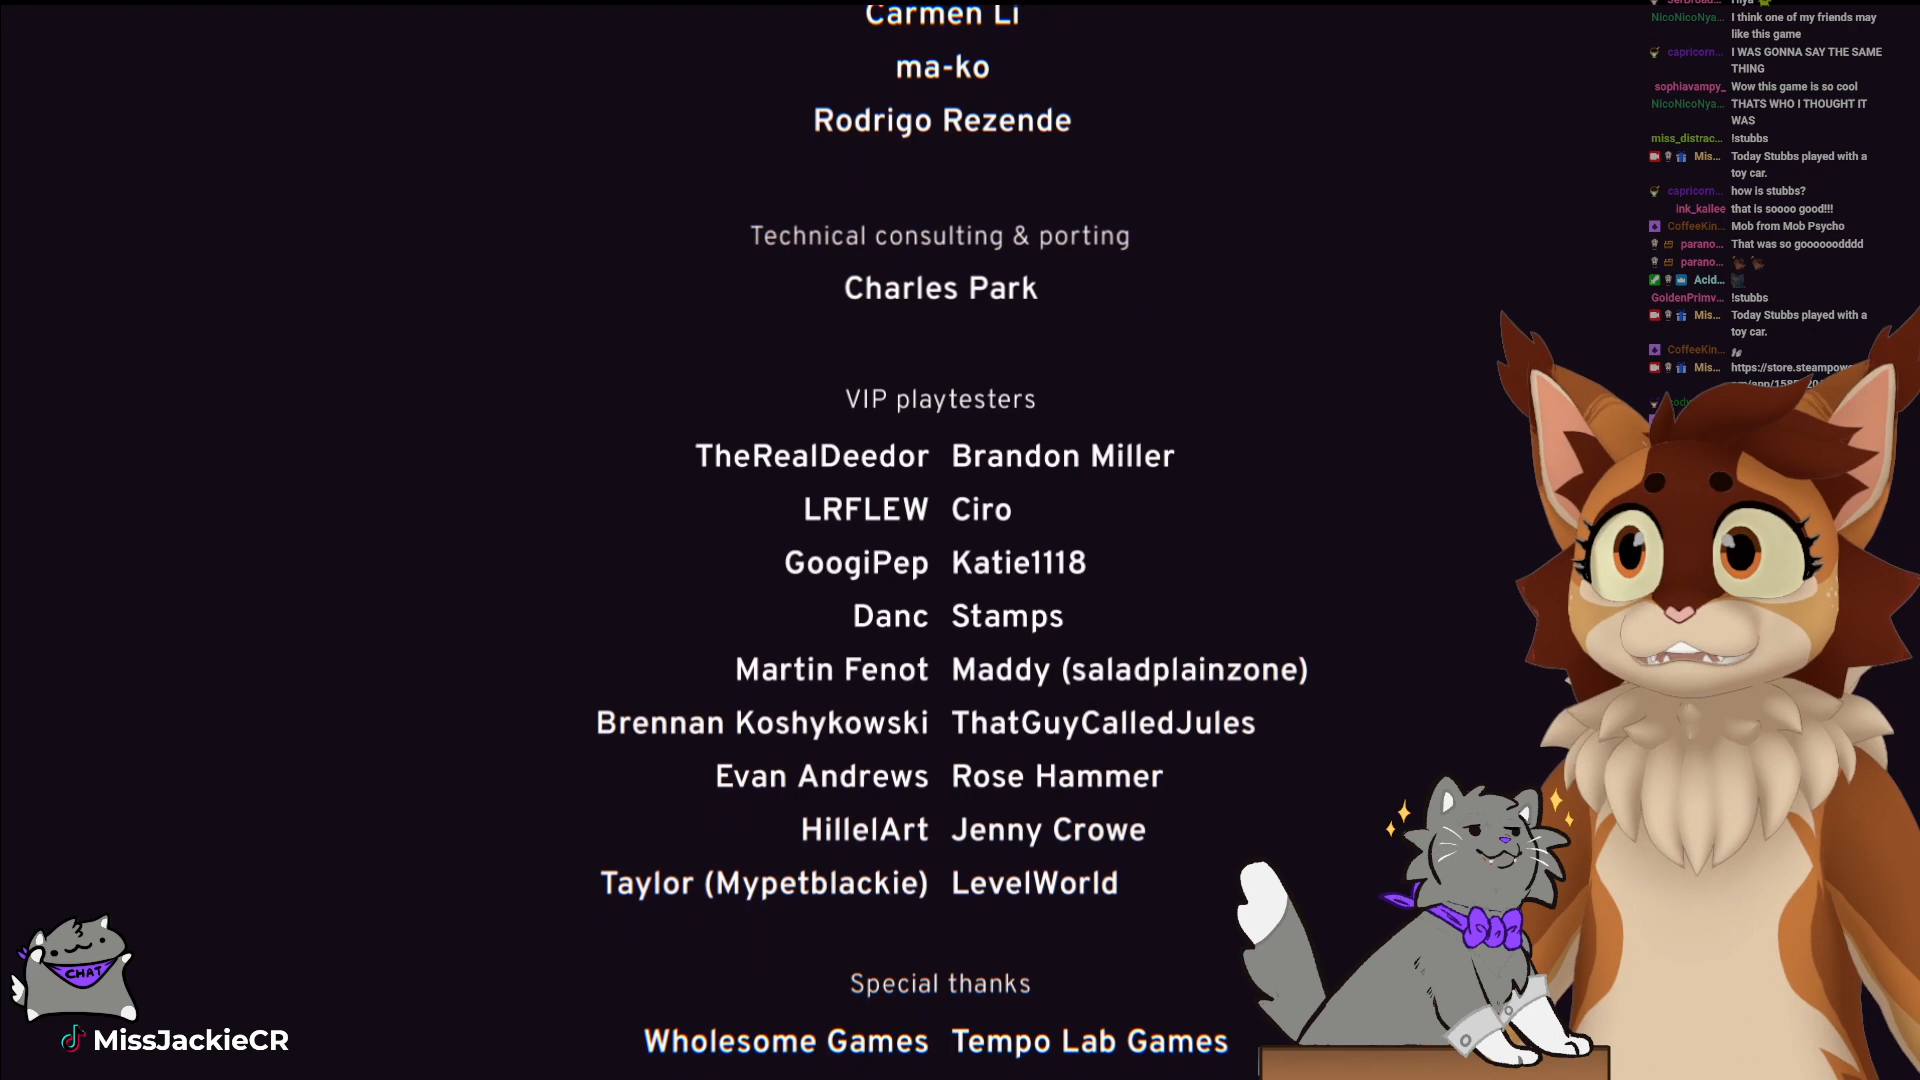 Carmen Li
ma-ko
Rodrigo Rezende
Technical consulting & porting
Charles Park
VIP playtesters
TheRealDeedor Brandon Miller
LRFLEW Ciro
GoogiPep Katie1118
Danc Stamps
Martin Fenot Maddy (saladplainzone)
Brennan Koshykowski ThatGuyCalledJules
Evan Andrews Rose Hammer
HillelArt Jenny Crowe
Taylor (Mypetblackie) LevelWorld
Special thanks
Wholesome Games Tempo Lab Games
NicoNicoNya... I think one of my friends may
like this game
capricorn... I WAS GONNA SAY THE SAME
THING
sophiavampy_ Wow this game is so cool
NicoNicoNya... THATS WHO I THOUGHT IT
WAS
miss_distrac... !stubbs
Mis... Today Stubbs played with a
toy car.
capricorn... how is stubbs?
ink_kailee that is soooo good!!!
CoffeeKin... Mob from Mob Psycho
parano... That was so gooooodddd
parano...
Acid...
GoldenPrimv... !stubbs
Mis... Today Stubbs played with a
toy car.
CoffeeKin...
Mis... https://store.steampow
CHAT
MissJackieCR